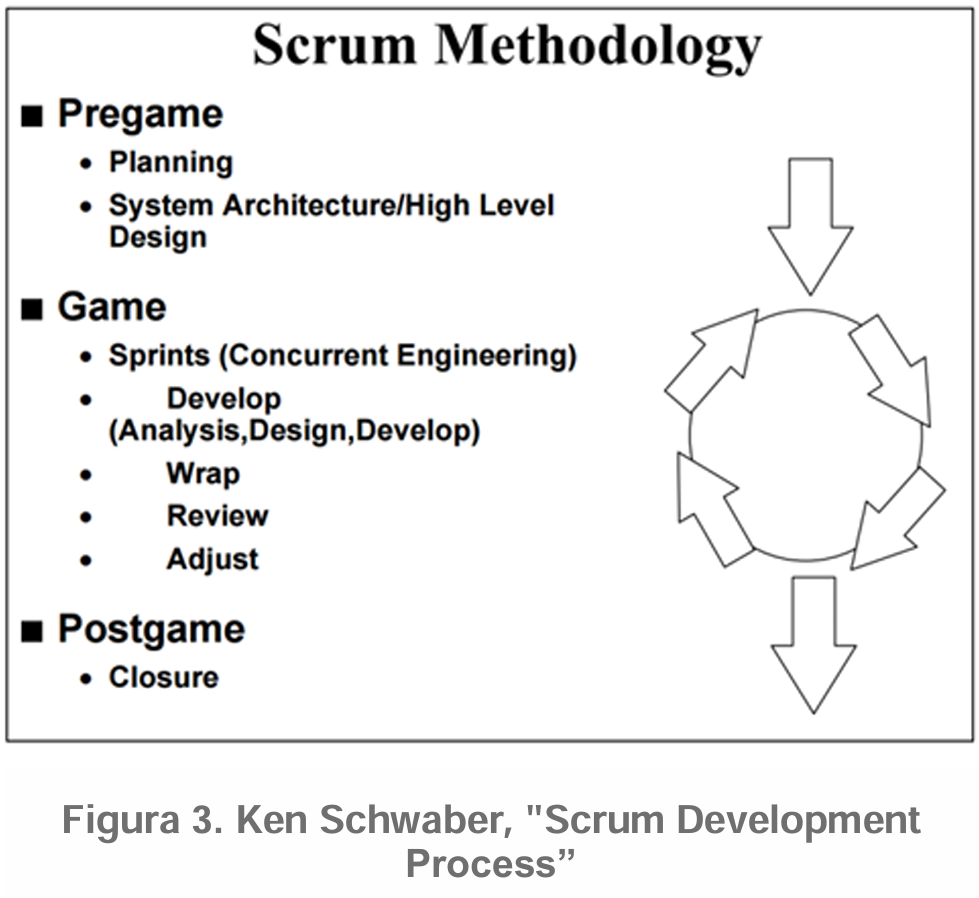 Scrum Methodology
■ Pregame
• Planning
• System Architecture/High Level
Design
■ Game
• Sprints (Concurrent Engineering)
• Develop
(Analysis,Design,Develop)
• Wrap
• Review
• Adjust
■ Postgame
• Closure
Figura 3. Ken Schwaber, "Scrum Development
Process”